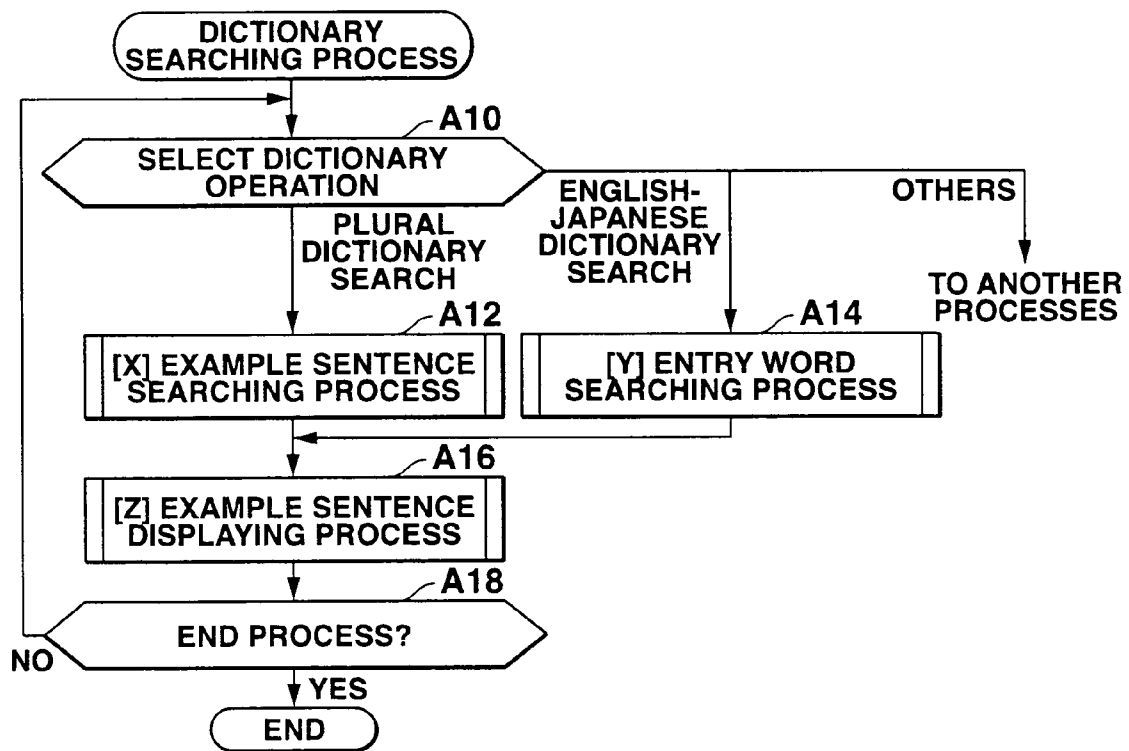 DICTIONARY
SEARCHING PROCESS
A10
SELECT DICTIONARY
OPERATION
PLURAL
DICTIONARY
SEARCH
ENGLISH-
JAPANESE
DICTIONARY
SEARCH
OTHERS
TO ANOTHER
PROCESSES
A12
[X] EXAMPLE SENTENCE
SEARCHING PROCESS
A14
[Y] ENTRY WORD
SEARCHING PROCESS
A16
[Z] EXAMPLE SENTENCE
DISPLAYING PROCESS
A18
END PROCESS?
NO
YES
END